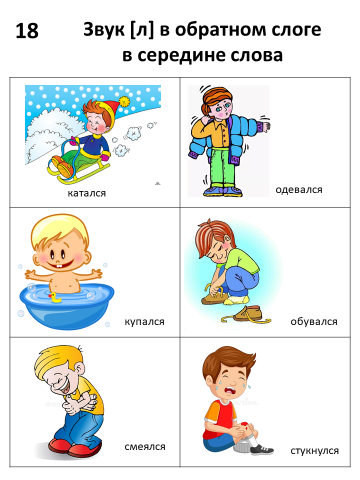 18
Звук [л] в обратном слоге
в середине слова
катался
одевался
купался
обувался
смеялся
стукнулся